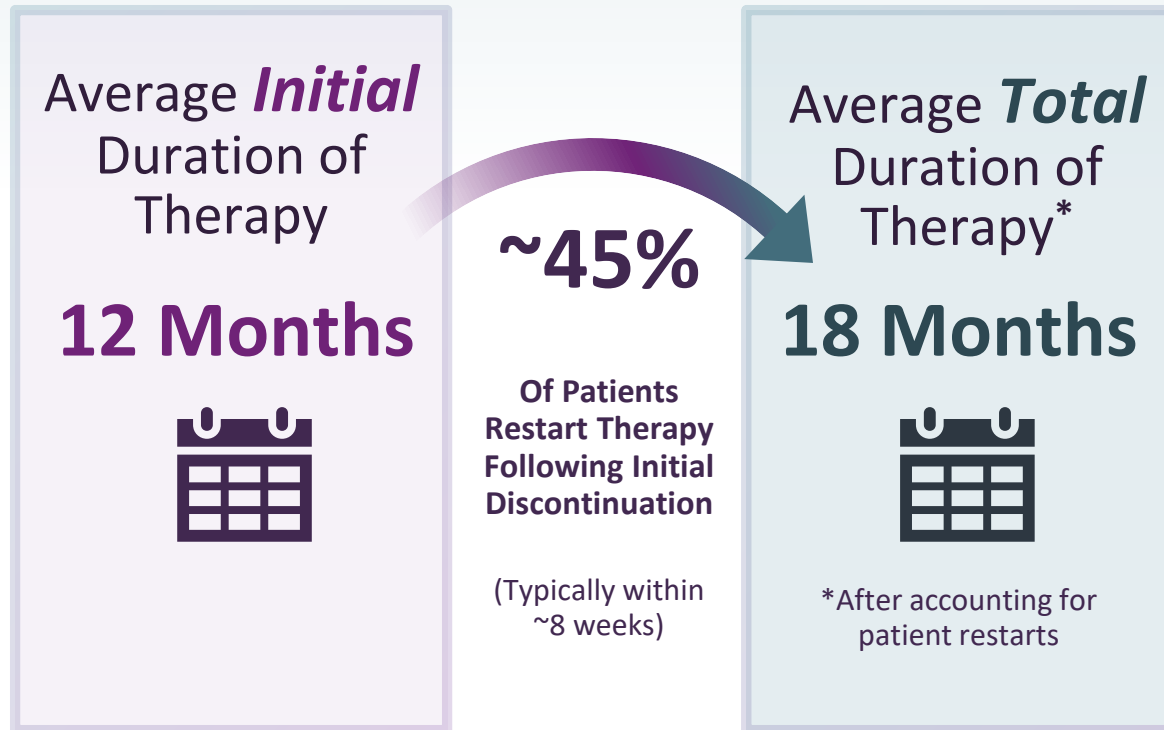 Average Initial
Duration of
Therapy
12 Months
~45%
Of Patients
Restart Therapy
Following Initial
Discontinuation
(Typically within
~8 weeks)
Average Total
Duration of
Therapy*
18 Months
*After accounting for
patient restarts